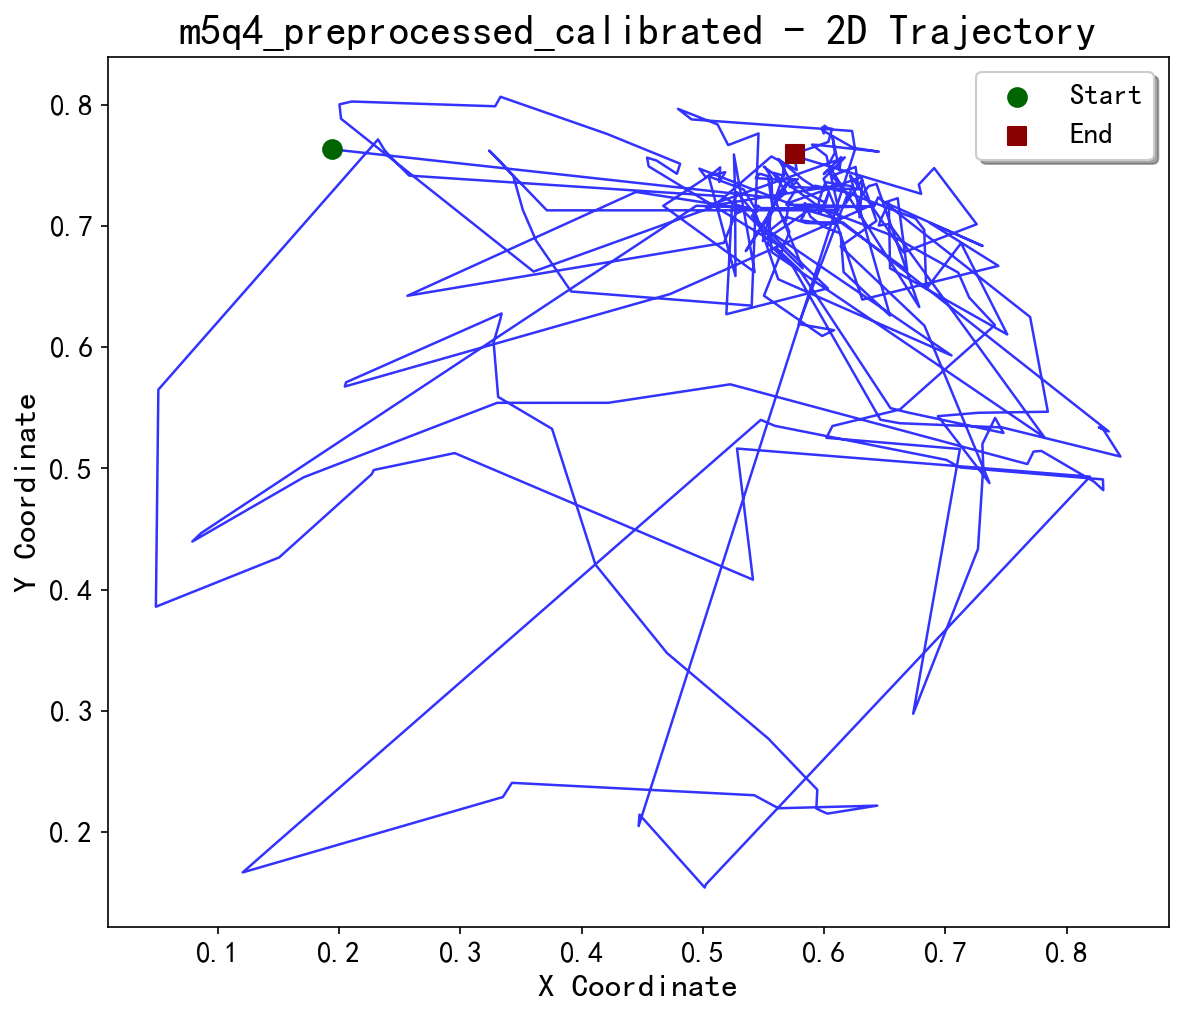 m5q4_preprocessed_calibrated - 2D Trajectory
Start
End
0.8
0.7
0.6
0.5
0.4
0.3
0.2
Y Coordinate
0.1 0.2 0.3 0.4 0.5 0.6 0.7 0.8
X Coordinate